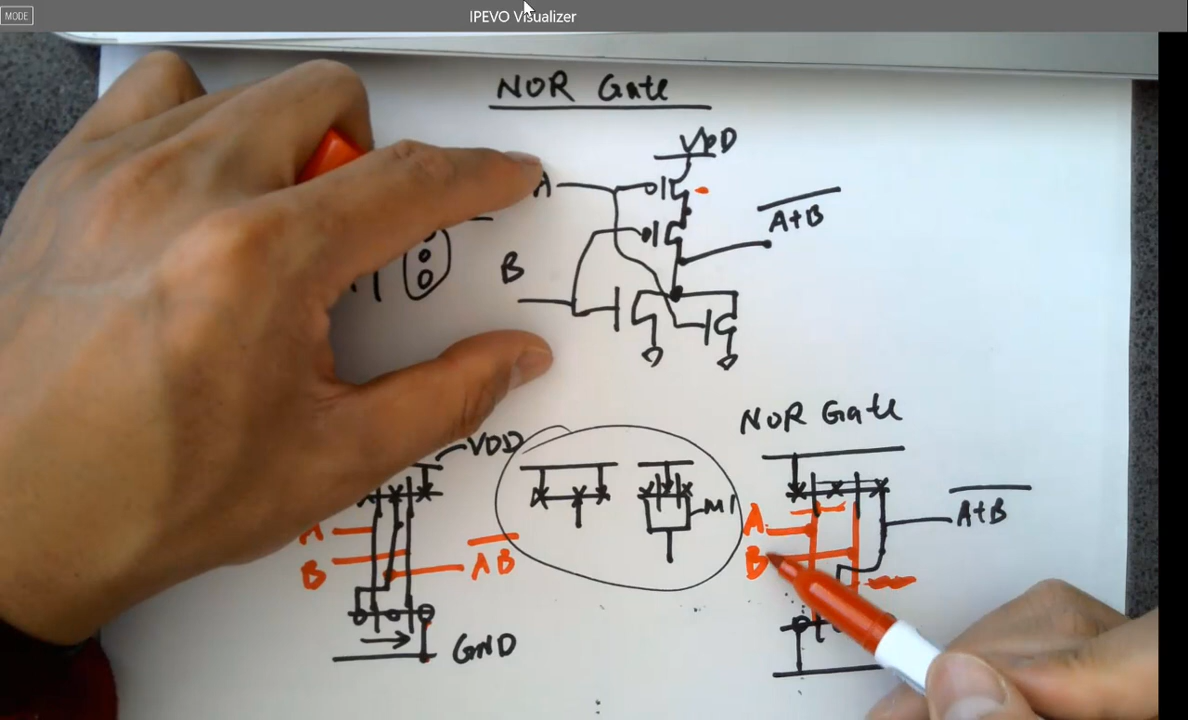 MODE
IPEVO Visualizer
NOR Gate
VDD
A
B
A+B
VDD
A
B
AB
GND
M1
NOR Gate
A
B
A+B